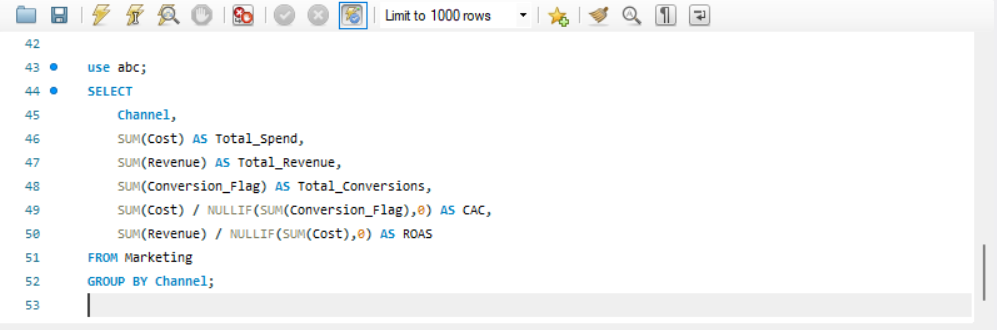 Limit to 1000 rows
42
43 use abc;
44 SELECT
45 Channel,
46 SUM(Cost) AS Total_Spend,
47 SUM(Revenue) AS Total_Revenue,
48 SUM(Conversion_Flag) AS Total_Conversions,
49 SUM(Cost) / NULLIF(SUM(Conversion_Flag),0) AS CAC,
50 SUM(Revenue) / NULLIF(SUM(Cost),0) AS ROAS
51 FROM Marketing
52 GROUP BY Channel;
53